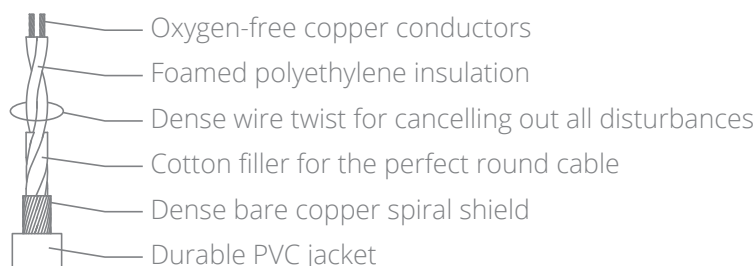 Oxygen-free copper conductors
Foamed polyethylene insulation
Dense wire twist for cancelling out all disturbances
Cotton filler for the perfect round cable
Dense bare copper spiral shield
Durable PVC jacket